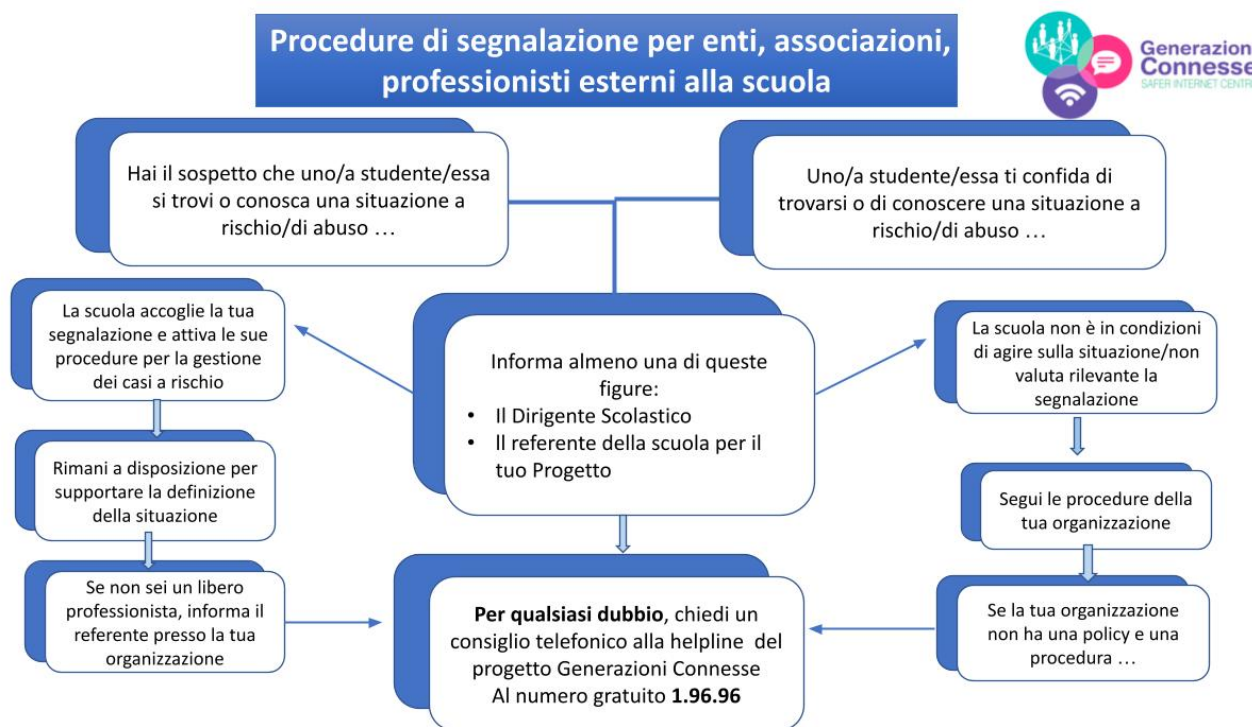 Procedure di segnalazione per enti, associazioni,
professionisti esterni alla scuola
Generazioni
Connesse
SAFER INTERNET CENTRE
Hai il sospetto che uno/a studente/essa
si trovi o conosca una situazione a
rischio/di abuso …
Uno/a studente/essa ti confida di
trovarsi o di conoscere una situazione a
rischio/di abuso …
La scuola accoglie la tua
segnalazione e attiva le sue
procedure per la gestione
dei casi a rischio
Informa almeno una di queste
figure:
• Il Dirigente Scolastico
• Il referente della scuola per il
tuo Progetto
La scuola non è in condizioni
di agire sulla situazione/non
valuta rilevante la
segnalazione
Rimani a disposizione per
supportare la definizione
della situazione
Segui le procedure della
tua organizzazione
Se non sei un libero
professionista, informa il
referente presso la tua
organizzazione
Per qualsiasi dubbio, chiedi un
consiglio telefonico alla helpline del
progetto Generazioni Connesse
Al numero gratuito 1.96.96
Se la tua organizzazione
non ha una policy e una
procedura …